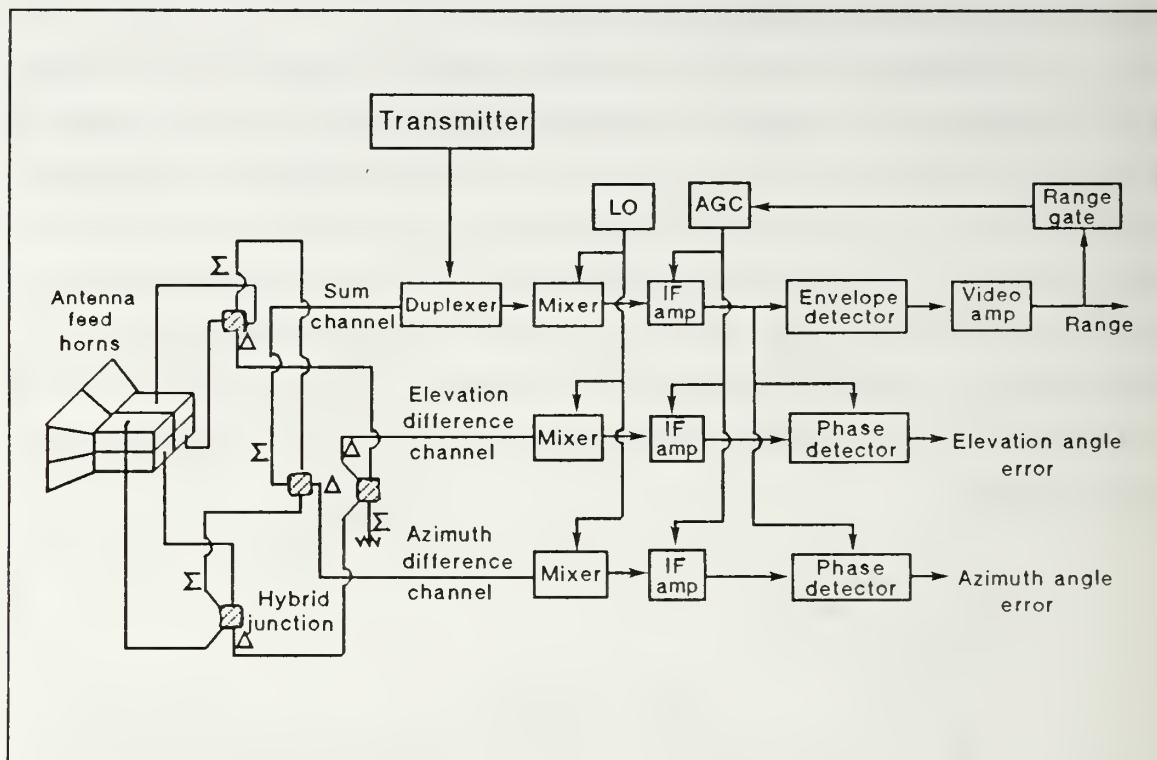 Transmitter
LO
AGC
Range
gate
Σ
Antenna
feed
horns
Sum
channel
Duplexer
Mixer
IF
amp
Envelope
detector
Video
amp
Range
Δ
Elevation
difference
channel
Mixer
IF
amp
Phase
detector
Elevation angle
error
Σ
Δ
Δ
Σ
Azimuth
difference
channel
Mixer
IF
amp
Phase
detector
Azimuth angle
error
Σ
Hybrid
junction
Δ